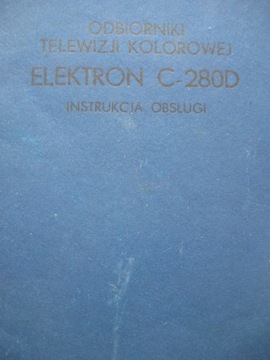 ODBIORNIKI
TELEWIZJI KOLOROWEJ
ELEKTRON C-280D
INSTRUKCJA OBSŁUGI